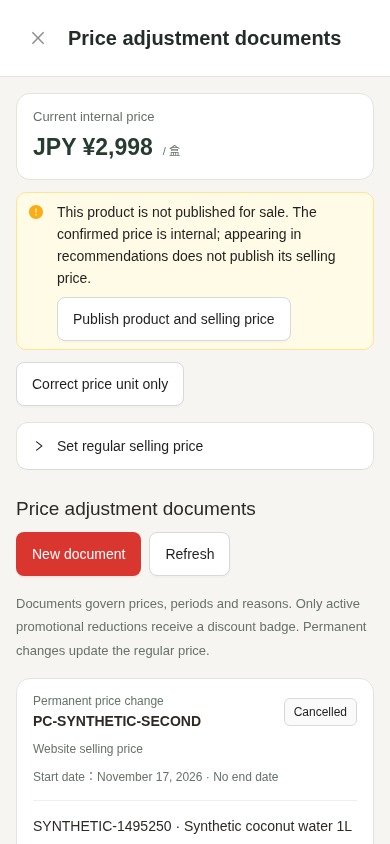 Price adjustment documents
Current internal price
JPY ¥2,998 / 盒
This product is not published for sale. The
confirmed price is internal; appearing in
recommendations does not publish its selling
price.
Publish product and selling price
Correct price unit only
Set regular selling price
Price adjustment documents
New document Refresh
Documents govern prices, periods and reasons. Only active
promotional reductions receive a discount badge. Permanent
changes update the regular price.
Permanent price change
PC-SYNTHETIC-SECOND
Cancelled
Website selling price
Start date：November 17, 2026 · No end date
SYNTHETIC-1495250 · Synthetic coconut water 1L